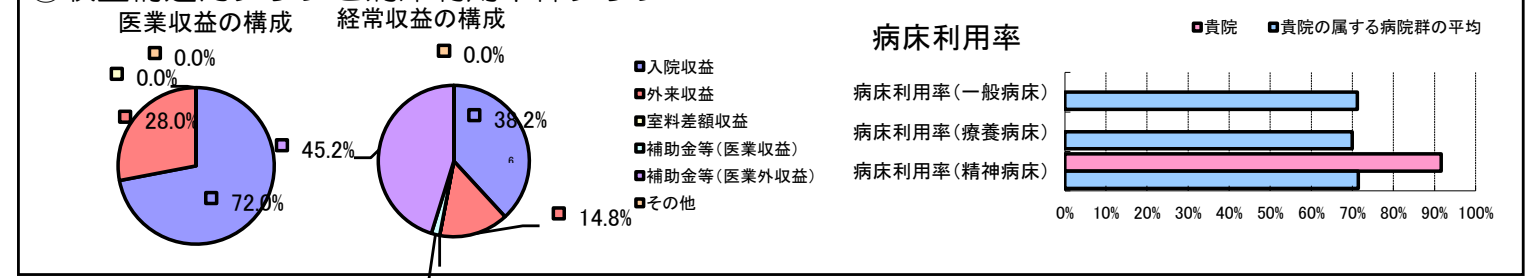 医業収益の構成
0.0%
0.0%
28.0%
72.0%
経常収益の構成
0.0%
38.2%
6
45.2%
14.8%
入院収益
外来収益
室料差額収益
補助金等(医業収益)
補助金等(医業外収益)
その他
病床利用率
貴院 貴院の属する病院群の平均
病床利用率(一般病床)
病床利用率(療養病床)
病床利用率(精神病床)
0% 10% 20% 30% 40% 50% 60% 70% 80% 90% 100%